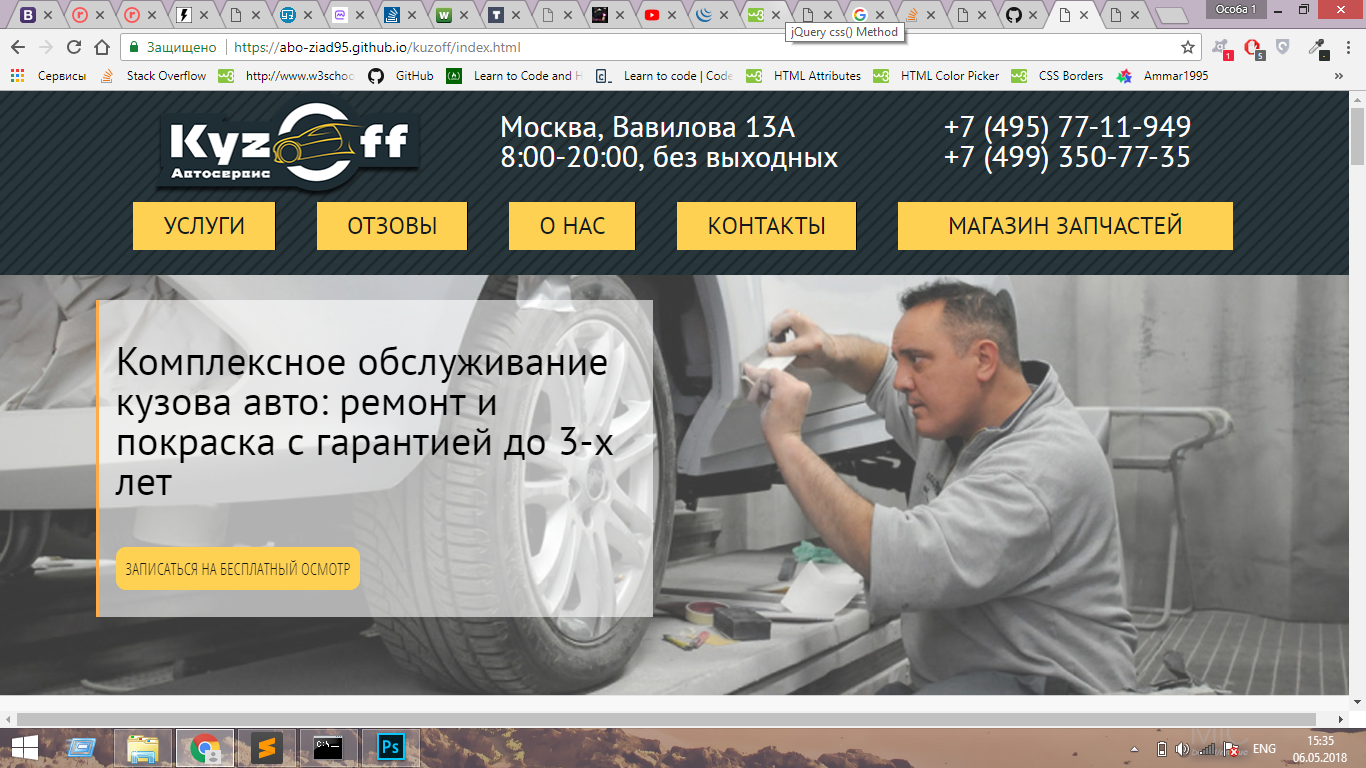 Особа 1
jQuery css() Method
Защищено
https://abo-ziad95.github.io/kuzoff/index.html
1
5
Сервисы
Stack Overflow
http://www.w3schoo
GitHub
Learn to Code and H
Learn to code | Code
HTML Attributes
HTML Color Picker
CSS Borders
Ammar1995
KyzOff
Автосервис
Москва, Вавилова 13А
8:00-20:00, без выходных
+7 (495) 77-11-949
+7 (499) 350-77-35
УСЛУГИ
ОТЗОВЫ
О НАС
КОНТАКТЫ
МАГАЗИН ЗАПЧАСТЕЙ
Комплексное обслуживание
кузова авто: ремонт и
покраска с гарантией до 3-х
лет
ЗАПИСАТЬСЯ НА БЕСПЛАТНЫЙ ОСМОТР
Ps
ENG
15:35
06.05.2018